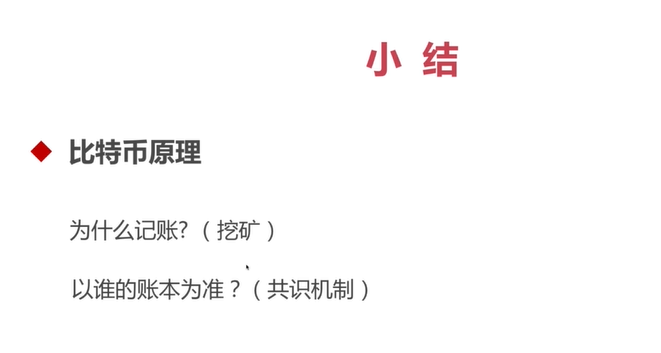 小 结
比特币原理
为什么记账?（挖矿）
以谁的账本为准？（共识机制）